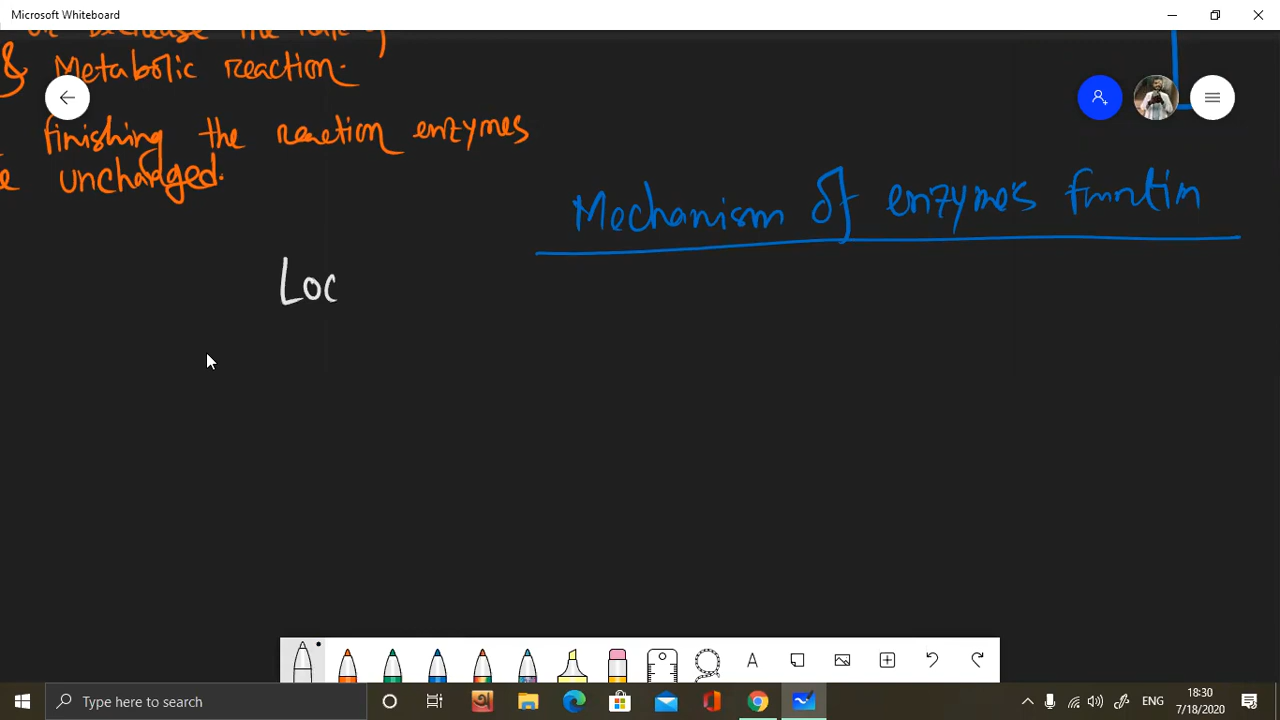 Microsoft Whiteboard
& Metabolic reaction.
finishing the reaction enzymes
unchanged.
Mechanism of enzyme's
Loc
A
Type here to search
ENG
18:30
7/18/2020